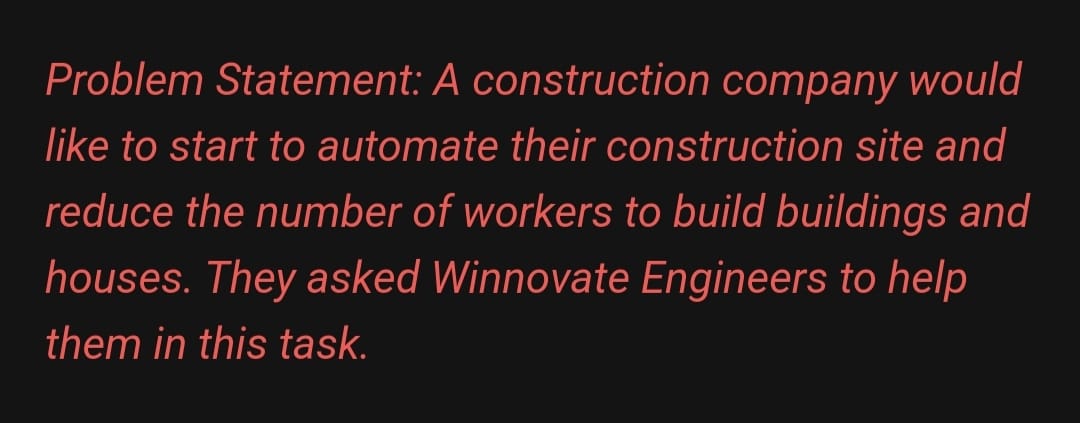 Problem Statement: A construction company would
like to start to automate their construction site and
reduce the number of workers to build buildings and
houses. They asked Winnovate Engineers to help
them in this task.